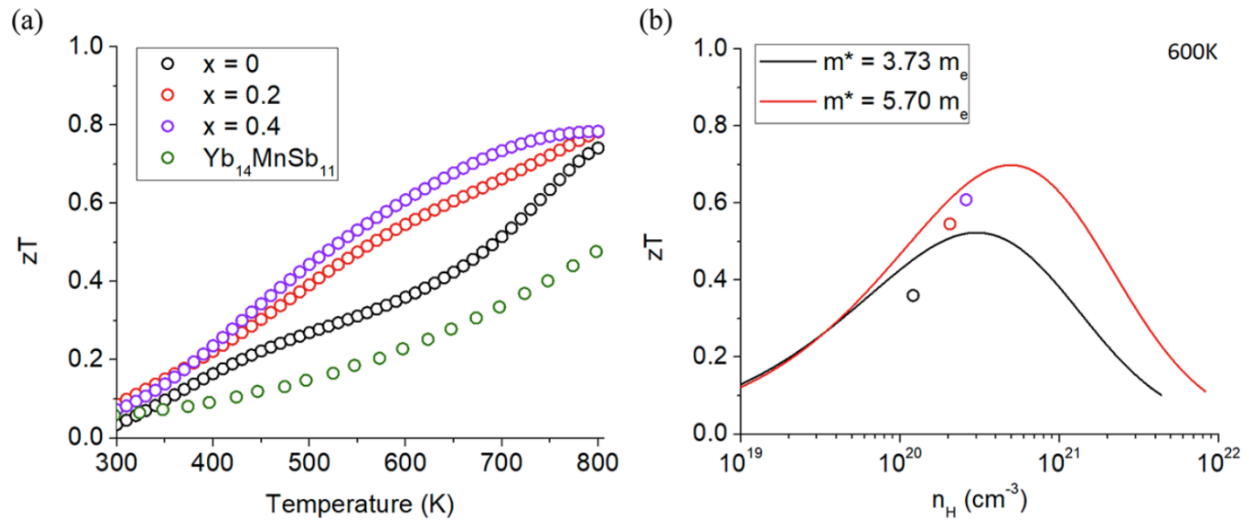 (a)
1.0
0.8
0.6
0.4
0.2
0.0
zT
x = 0
x = 0.2
x = 0.4
Yb14MnSb11
300 400 500 600 700 800
Temperature (K)
(b)
1.0
0.8
0.6
0.4
0.2
0.0
zT
m* = 3.73 me
m* = 5.70 me
600K
10^19 10^20 10^21 10^22
nH (cm-3)